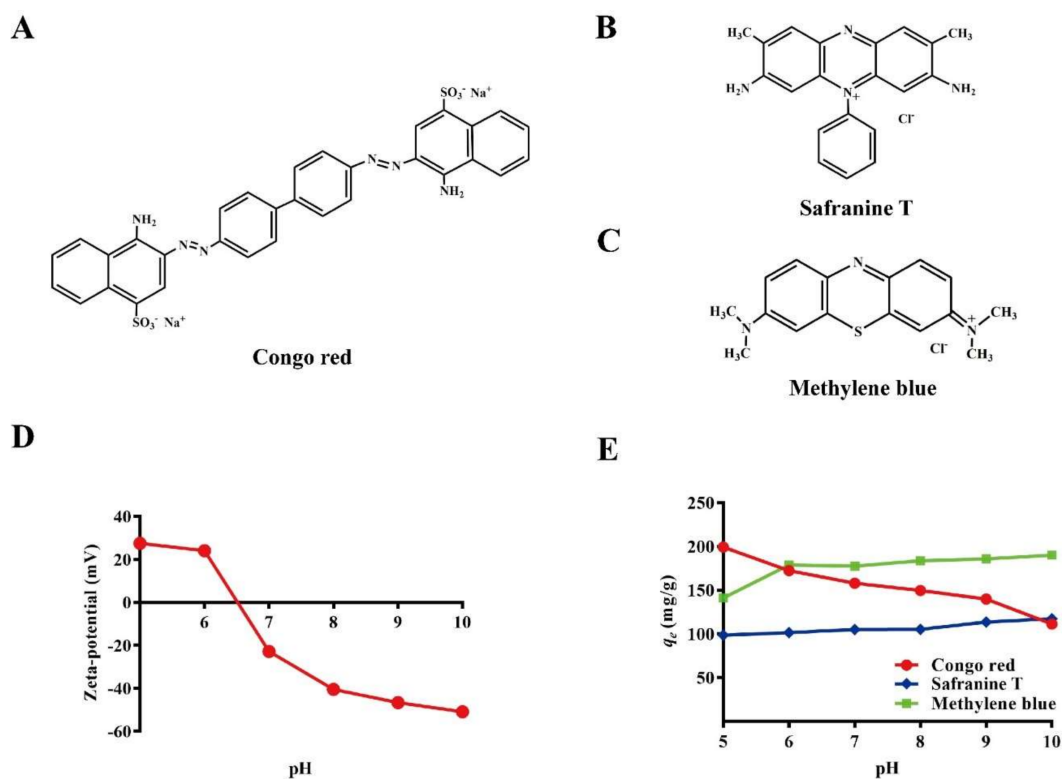 A
SO₃⁻ Na⁺
N
N
NH₂
NH₂
N
N
SO₃⁻ Na⁺
Congo red
B
H₃C
N
CH₃
H₂N
N⁺
NH₂
Cl⁻
Safranine T
C
N
H₃C
N
H₃C
S
N⁺
CH₃
CH₃
Cl⁻
Methylene blue
D
Zeta-potential (mV)
40
20
0
-20
-40
-60
6
7
8
9
10
pH
E
qₑ (mg/g)
250
200
150
100
50
5
6
7
8
9
10
Congo red
Safranine T
Methylene blue
pH